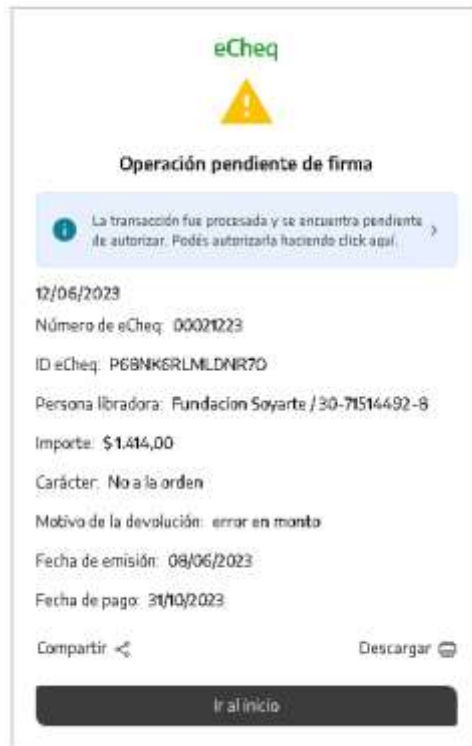 eCheq
Operación pendiente de firma
La transacción fue procesada y se encuentra pendiente
de autorizar. Podés autorizarla haciendo click aquí.
12/06/2023
Número de eCheq: 00021223
ID eCheq: P68NK6RLMLDNR7O
Persona libradora: Fundacion Soyarte / 30-71514492-8
Importe: $1.414,00
Carácter: No a la orden
Motivo de la devolución: error en monto
Fecha de emisión: 08/06/2023
Fecha de pago: 31/10/2023
Compartir
Descargar
Ir al inicio